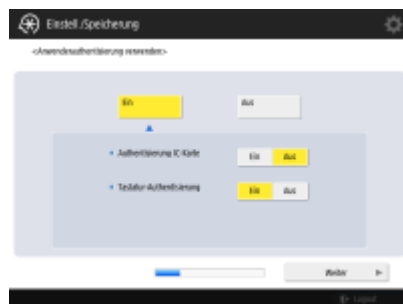 Einstell./Speicherung
<Anwenderauthentisierung verwenden>
Ein Aus
Authentisierung IC-Karte Ein Aus
Tastatur-Authentisierung Ein Aus
Weiter
Logout